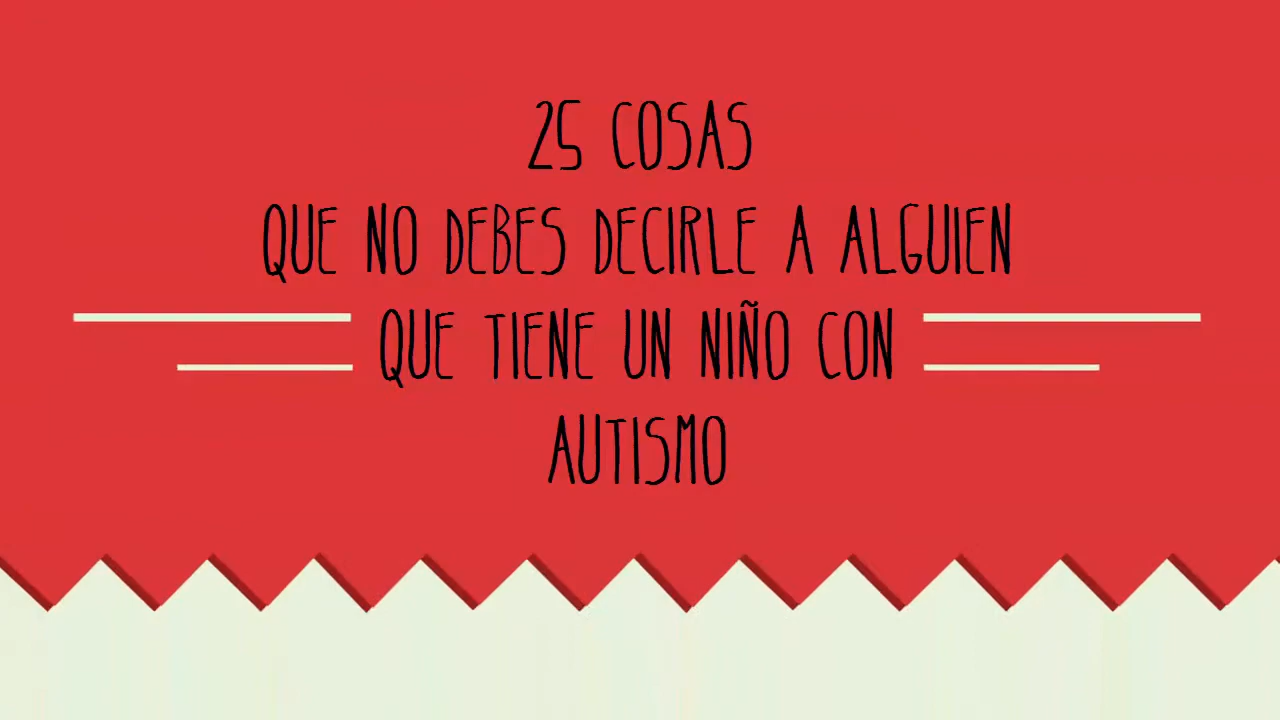 25 COSAS
QUE NO DEBES DECIRLE A ALGUIEN
QUE TIENE UN NIÑO CON
AUTISMO